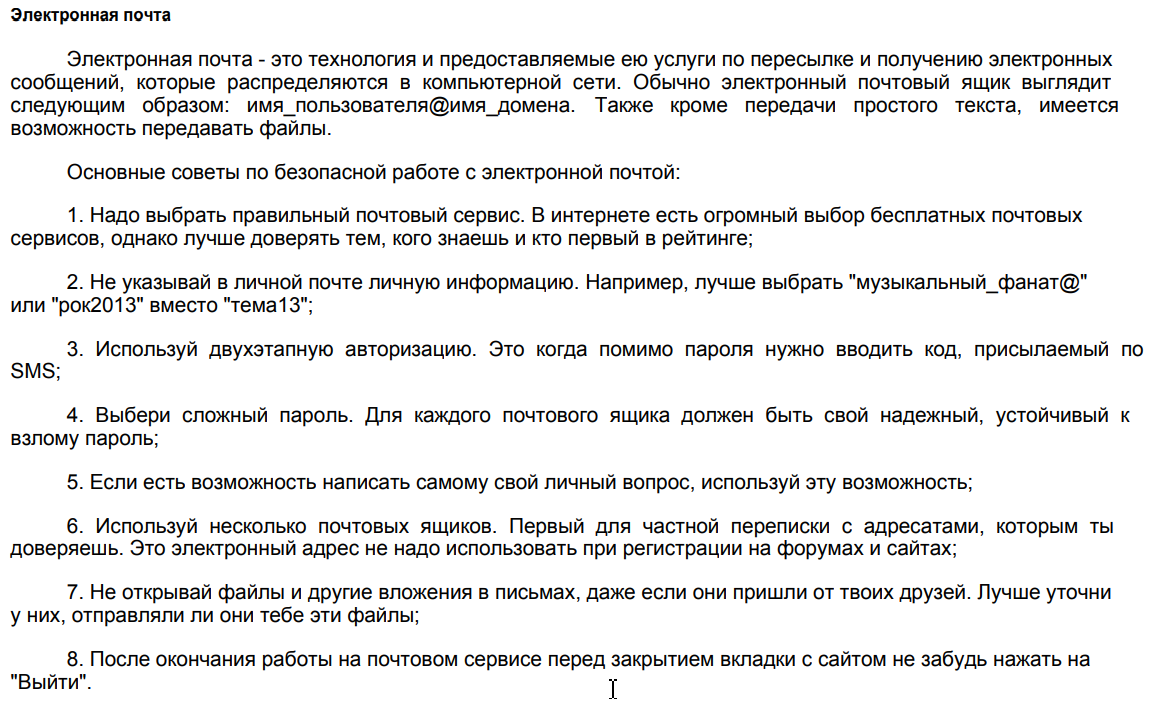 Электронная почта
Электронная почта - это технология и предоставляемые ею услуги по пересылке и получению электронных
сообщений, которые распределяются в компьютерной сети. Обычно электронный почтовый ящик выглядит
следующим образом: имя_пользователя@имя_домена. Также кроме передачи простого текста, имеется
возможность передавать файлы.
Основные советы по безопасной работе с электронной почтой:
1. Надо выбрать правильный почтовый сервис. В интернете есть огромный выбор бесплатных почтовых
сервисов, однако лучше доверять тем, кого знаешь и кто первый в рейтинге;
2. Не указывай в личной почте личную информацию. Например, лучше выбрать "музыкальный_фанат@"
или "рок2013" вместо "тема13";
3. Используй двухэтапную авторизацию. Это когда помимо пароля нужно вводить код, присылаемый по
SMS;
4. Выбери сложный пароль. Для каждого почтового ящика должен быть свой надежный, устойчивый к
взлому пароль;
5. Если есть возможность написать самому свой личный вопрос, используй эту возможность;
6. Используй несколько почтовых ящиков. Первый для частной переписки с адресатами, которым ты
доверяешь. Это электронный адрес не надо использовать при регистрации на форумах и сайтах;
7. Не открывай файлы и другие вложения в письмах, даже если они пришли от твоих друзей. Лучше уточни
у них, отправляли ли они тебе эти файлы;
8. После окончания работы на почтовом сервисе перед закрытием вкладки с сайтом не забудь нажать на
"Выйти".